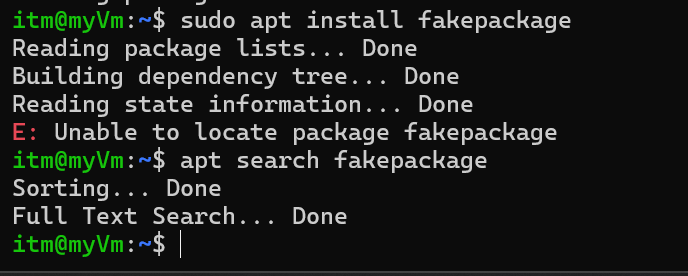 itm@myVm:~$ sudo apt install fakepackage
Reading package lists... Done
Building dependency tree... Done
Reading state information... Done
E: Unable to locate package fakepackage
itm@myVm:~$ apt search fakepackage
Sorting... Done
Full Text Search... Done
itm@myVm:~$